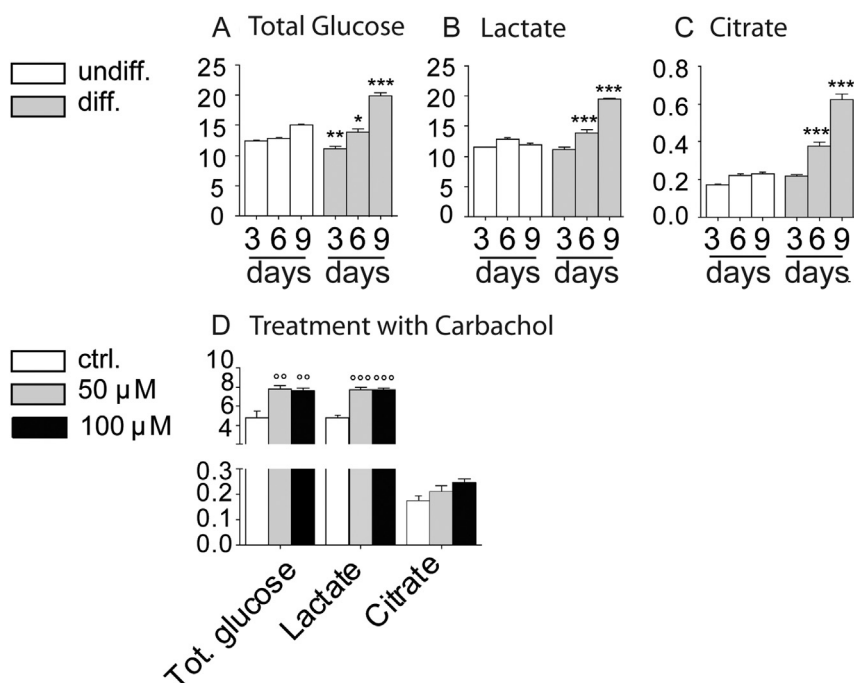 A Total Glucose
B Lactate
C Citrate
undiff.
diff.
25
20
15
10
5
0
** * ***
3 6 9 3 6 9
days days
25
20
15
10
5
0
*** ***
3 6 9 3 6 9
days days
0.8
0.6
0.4
0.2
0.0
*** ***
3 6 9 3 6 9
days days
D Treatment with Carbachol
ctrl.
50 µM
100 µM
10
8
6
4
0.3
0.2
0.1
0.0
°° °° °°° °°°
Tot. glucose
Lactate
Citrate